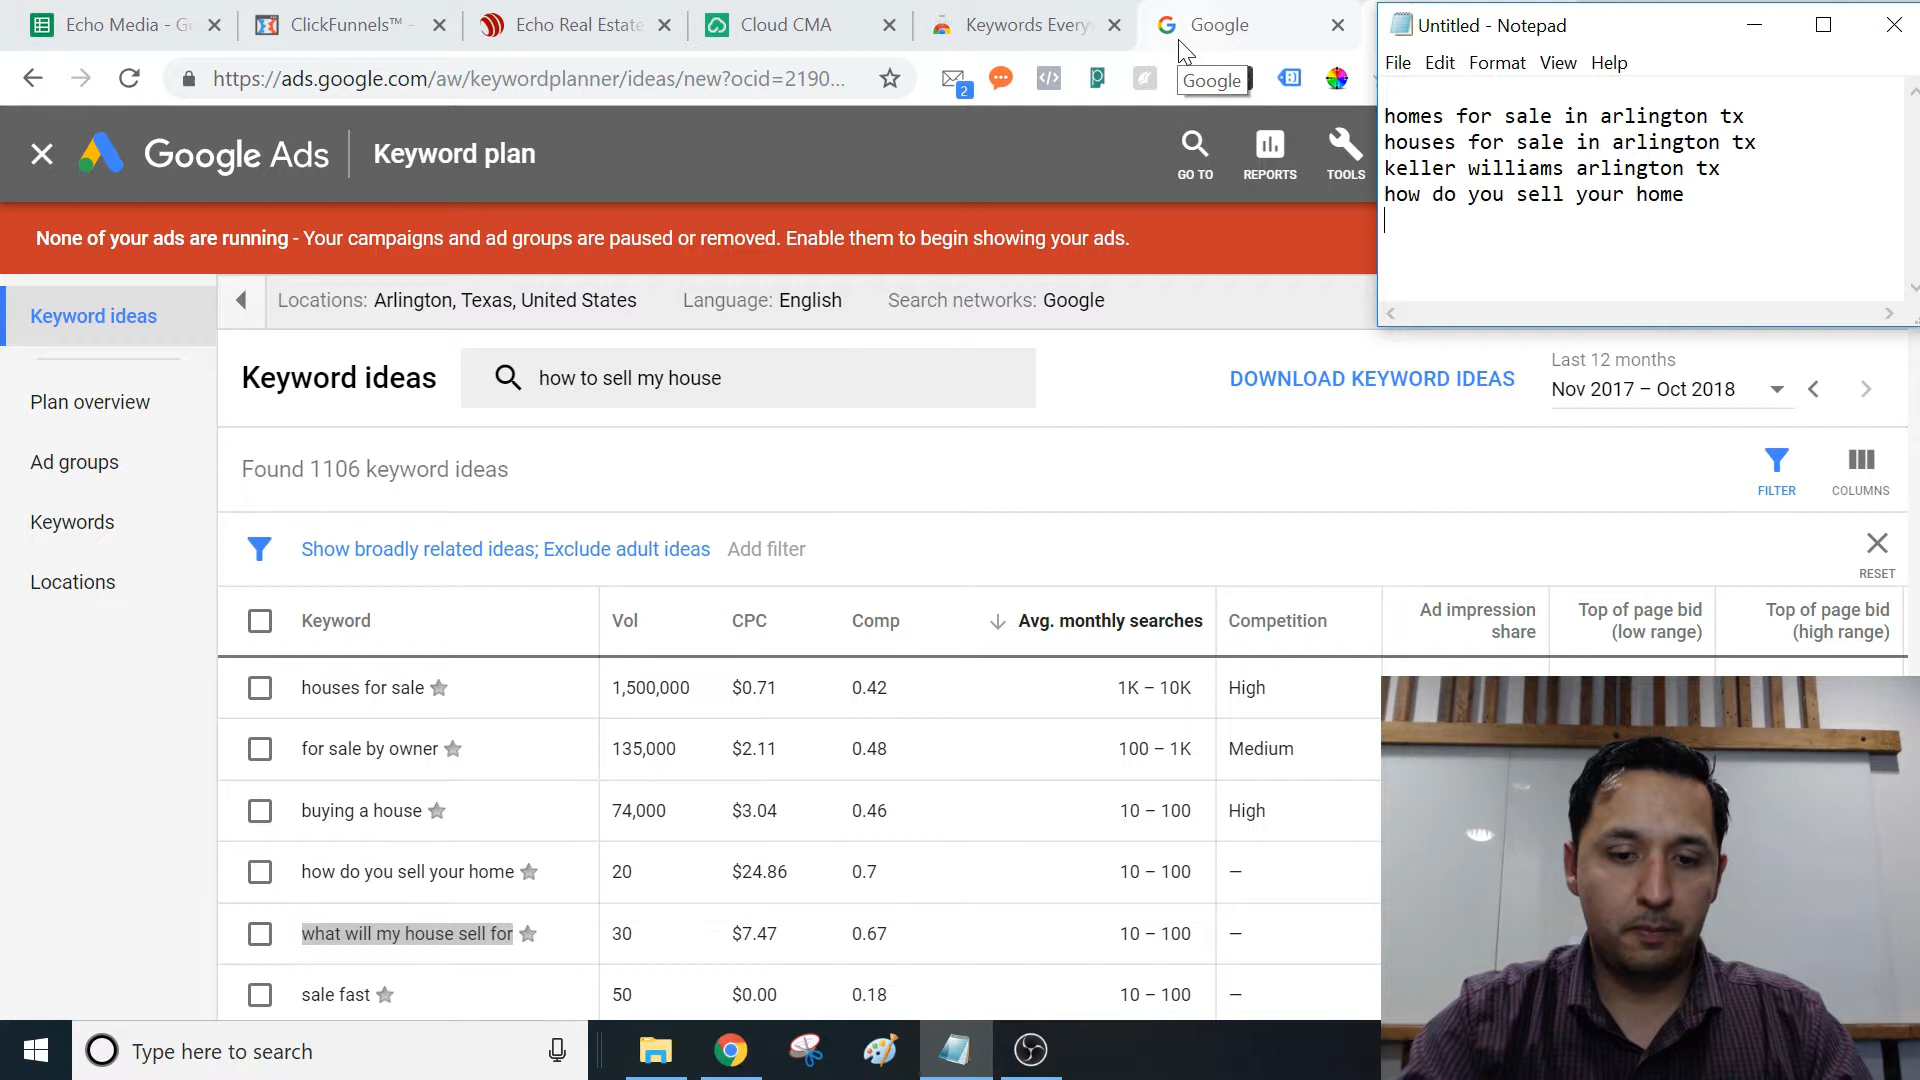 Echo Media - Go
ClickFunnels™ -
Echo Real Estate
Cloud CMA
Keywords Every
Google
Untitled - Notepad
https://ads.google.com/aw/keywordplanner/ideas/new?ocid=2190...
2
Google
File Edit Format View Help
homes for sale in arlington tx
houses for sale in arlington tx
keller williams arlington tx
how do you sell your home
Google Ads
Keyword plan
GO TO
REPORTS
TOOLS
None of your ads are running - Your campaigns and ad groups are paused or removed. Enable them to begin showing your ads.
Keyword ideas
Plan overview
Ad groups
Keywords
Locations
Locations: Arlington, Texas, United States Language: English Search networks: Google
Keyword ideas
how to sell my house
DOWNLOAD KEYWORD IDEAS
Last 12 months
Nov 2017 – Oct 2018
Found 1106 keyword ideas
FILTER
COLUMNS
Show broadly related ideas; Exclude adult ideas Add filter
RESET
Keyword Vol CPC Comp Avg. monthly searches Competition Ad impression share Top of page bid (low range) Top of page bid (high range)
houses for sale 1,500,000 $0.71 0.42 1K – 10K High
for sale by owner 135,000 $2.11 0.48 100 – 1K Medium
buying a house 74,000 $3.04 0.46 10 – 100 High
how do you sell your home 20 $24.86 0.7 10 – 100 –
what will my house sell for 30 $7.47 0.67 10 – 100 –
sale fast 50 $0.00 0.18 10 – 100 –
Type here to search